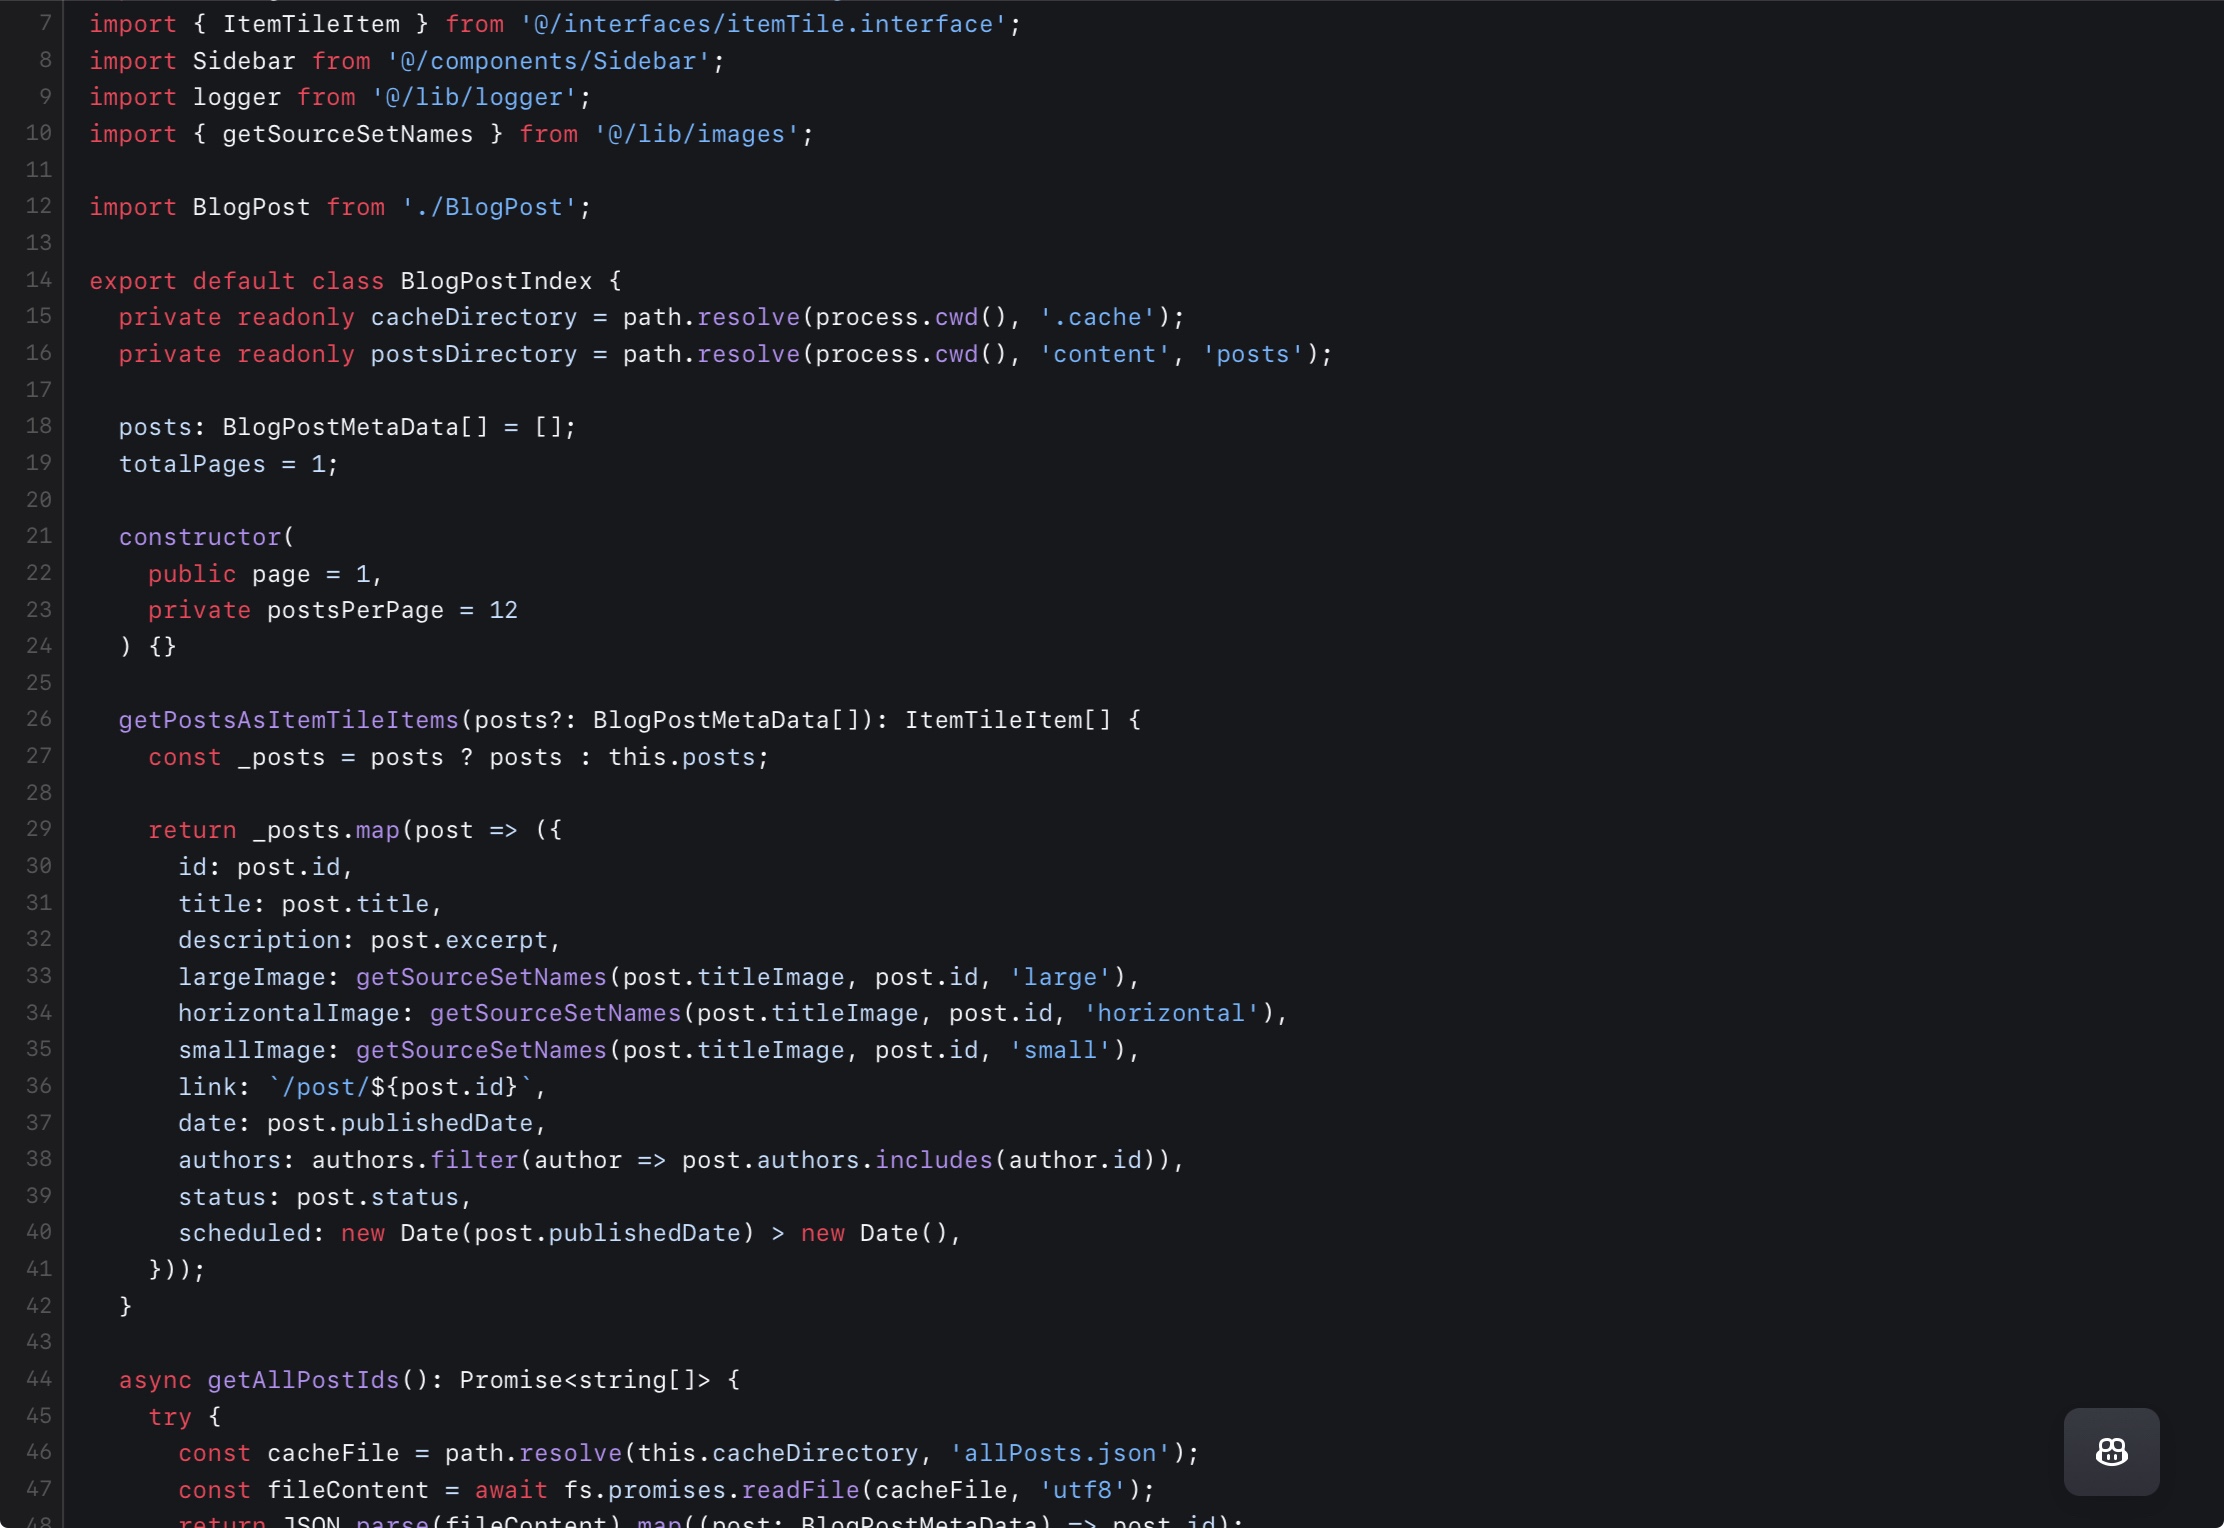 7 import { ItemTileItem } from '@/interfaces/itemTile.interface';
8 import Sidebar from '@/components/Sidebar';
9 import logger from '@/lib/logger';
10 import { getSourceSetNames } from '@/lib/images';
11
12 import BlogPost from './BlogPost';
13
14 export default class BlogPostIndex {
15   private readonly cacheDirectory = path.resolve(process.cwd(), '.cache');
16   private readonly postsDirectory = path.resolve(process.cwd(), 'content', 'posts');
17
18   posts: BlogPostMetaData[] = [];
19   totalPages = 1;
20
21   constructor(
22     public page = 1,
23     private postsPerPage = 12
24   ) {}
25
26   getPostsAsItemTileItems(posts?: BlogPostMetaData[]): ItemTileItem[] {
27     const _posts = posts ? posts : this.posts;
28
29     return _posts.map(post => ({
30       id: post.id,
31       title: post.title,
32       description: post.excerpt,
33       largeImage: getSourceSetNames(post.titleImage, post.id, 'large'),
34       horizontalImage: getSourceSetNames(post.titleImage, post.id, 'horizontal'),
35       smallImage: getSourceSetNames(post.titleImage, post.id, 'small'),
36       link: `/post/${post.id}`,
37       date: post.publishedDate,
38       authors: authors.filter(author => post.authors.includes(author.id)),
39       status: post.status,
40       scheduled: new Date(post.publishedDate) > new Date(),
41     }));
42   }
43
44   async getAllPostIds(): Promise<string[]> {
45     try {
46       const cacheFile = path.resolve(this.cacheDirectory, 'allPosts.json');
47       const fileContent = await fs.promises.readFile(cacheFile, 'utf8');
48       return JSON.parse(fileContent).map((post: BlogPostMetaData) => post.id);